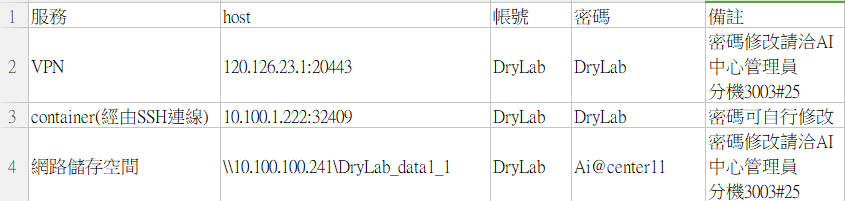 1 服務 host 帳號 密碼 備註
密碼修改請洽AI
2 VPN 120.126.23.1:20443 DryLab DryLab 中心管理員
分機3003#25
3 container(經由SSH連線) 10.100.1.222:32409 DryLab DryLab 密碼可自行修改
密碼修改請洽AI
4 網路儲存空間 \\10.100.100.241\DryLab_data1_1 DryLab Ai@center11 中心管理員
分機3003#25